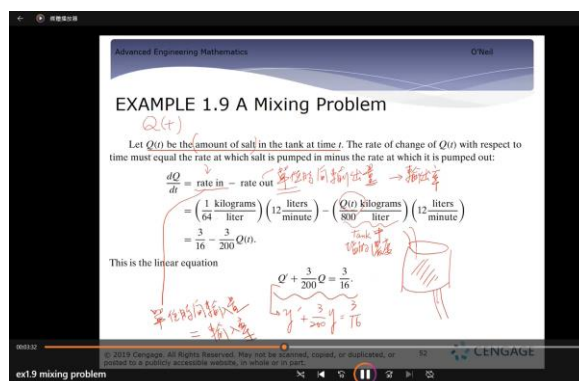 媒體播放器
Advanced Engineering Mathematics O'Neil
EXAMPLE 1.9 A Mixing Problem
Q(t)
Let Q(t) be the amount of salt in the tank at time t. The rate of change of Q(t) with respect to
time must equal the rate at which salt is pumped in minus the rate at which it is pumped out:
dQ/dt = rate in − rate out 單位時間輸出量 → 輸出率
= (1/64 kilograms/liter)(12 liters/minute) − (Q(t)/800 kilograms/liter)(12 liters/minute)
= 3/16 − 3/200 Q(t).
tank 中
鹽的濃度
This is the linear equation
Q′ + 3/200 Q = 3/16.
y′ + 3/200 y = 3/16
單位時間輸入量
= 輸入率
00:03:32
© 2019 Cengage. All Rights Reserved. May not be scanned, copied, or duplicated, or
posted to a publicly accessible website, in whole or in part.
52
CENGAGE
ex1.9 mixing problem